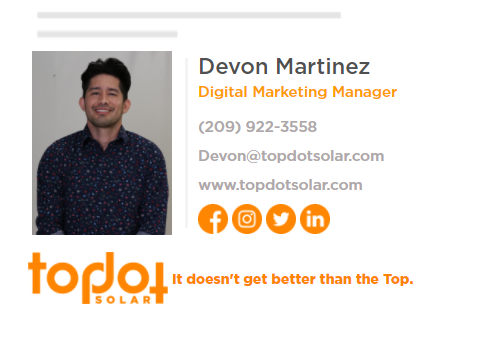 Devon Martinez
Digital Marketing Manager
(209) 922-3558
Devon@topdotsolar.com
www.topdotsolar.com
topdot
SOLAR
It doesn't get better than the Top.